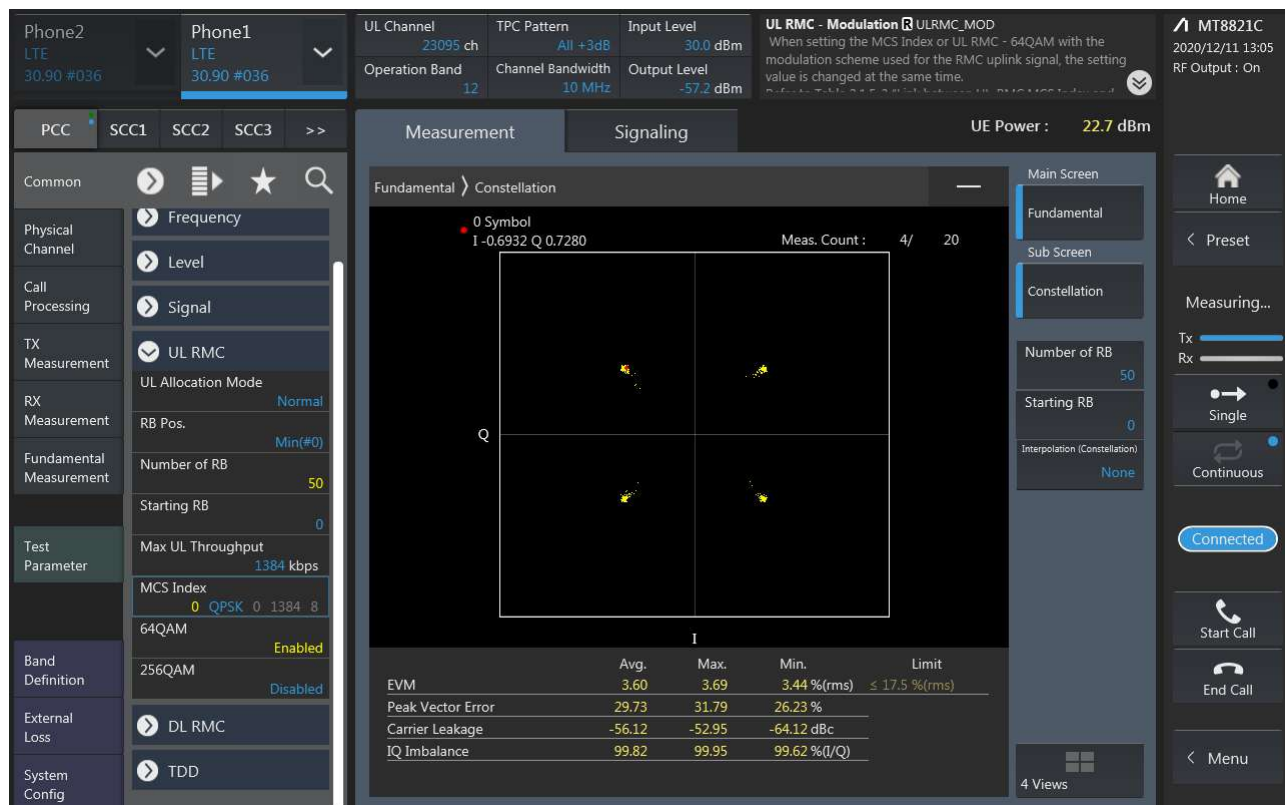 Phone2
LTE
30.90 #036
Phone1
LTE
30.90 #036
UL Channel
23095 ch
Operation Band
12
TPC Pattern
All +3dB
Channel Bandwidth
10 MHz
Input Level
30.0 dBm
Output Level
-57.2 dBm
UL RMC - Modulation R ULRMC_MOD
When setting the MCS Index or UL RMC - 64QAM with the
modulation scheme used for the RMC uplink signal, the setting
value is changed at the same time.
MT8821C
2020/12/11 13:05
RF Output : On
PCC SCC1 SCC2 SCC3 >>
Measurement Signaling
UE Power : 22.7 dBm
Common
Physical
Channel
Call
Processing
TX
Measurement
RX
Measurement
Fundamental
Measurement
Test
Parameter
Band
Definition
External
Loss
System
Config
Frequency
Level
Signal
UL RMC
UL Allocation Mode
Normal
RB Pos.
Min(#0)
Number of RB
50
Starting RB
0
Max UL Throughput
1384 kbps
MCS Index
0 QPSK 0 1384 8
64QAM
Enabled
256QAM
Disabled
DL RMC
TDD
Fundamental 〉 Constellation
0 Symbol
I -0.6932 Q 0.7280
Meas. Count : 4/ 20
Q
I
Avg. Max. Min. Limit
EVM 3.60 3.69 3.44 %(rms) ≤ 17.5 %(rms)
Peak Vector Error 29.73 31.79 26.23 %
Carrier Leakage -56.12 -52.95 -64.12 dBc
IQ Imbalance 99.82 99.95 99.62 %(I/Q)
Main Screen
Fundamental
Sub Screen
Constellation
Number of RB
50
Starting RB
0
Interpolation (Constellation)
None
4 Views
Home
< Preset
Measuring...
Tx
Rx
Single
Continuous
Connected
Start Call
End Call
< Menu